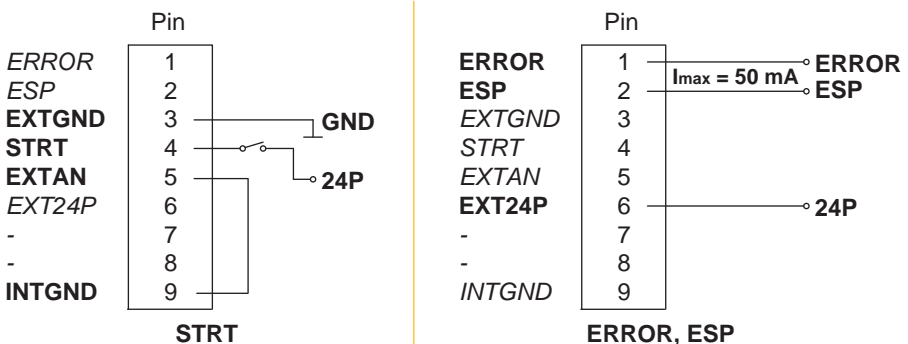 Pin
ERROR 1
ESP 2
EXTGND 3 GND
STRT 4
EXTAN 5 24P
EXT24P 6
- 7
- 8
INTGND 9
STRT
Pin
ERROR 1 ERROR
Imax = 50 mA
ESP 2 ESP
EXTGND 3
STRT 4
EXTAN 5
EXT24P 6 24P
- 7
- 8
INTGND 9
ERROR, ESP